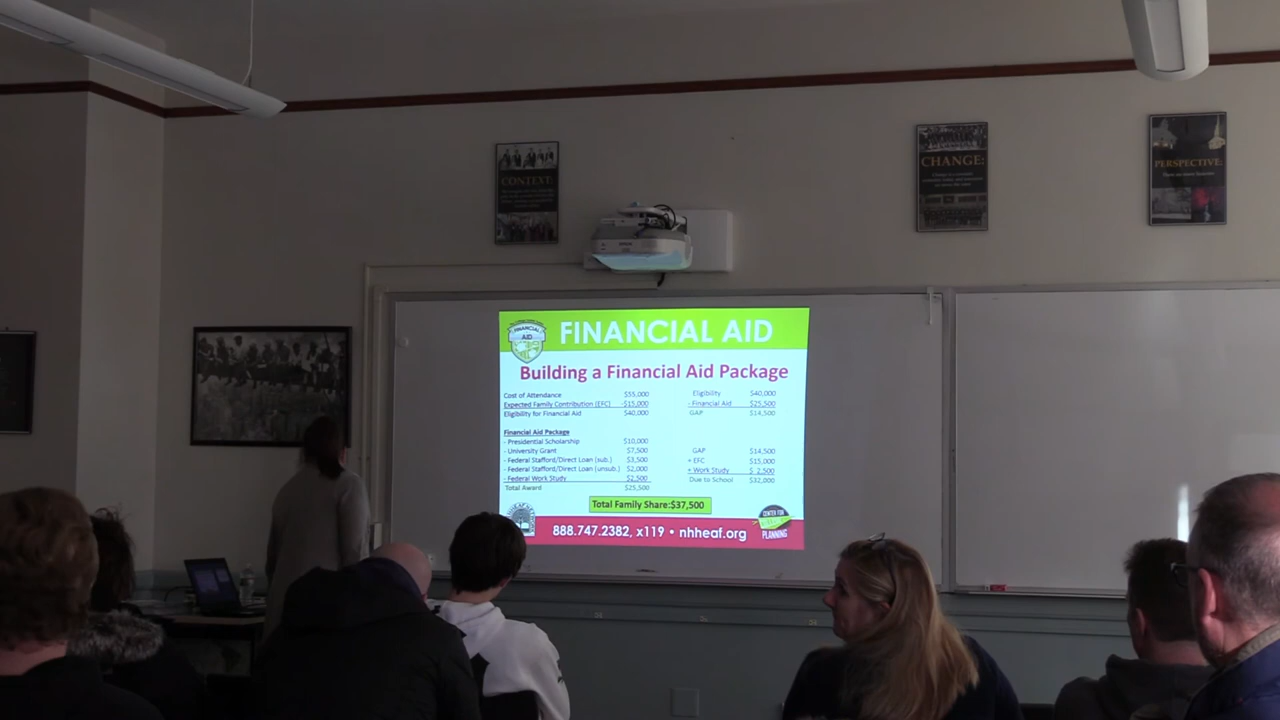 CONTEXT:
CHANGE:
PERSPECTIVE:
FINANCIAL AID
FINANCIAL
AID
Building a Financial Aid Package
Cost of Attendance $55,000
Expected Family Contribution (EFC) -$15,000
Eligibility for Financial Aid $40,000
Eligibility $40,000
- Financial Aid $25,500
GAP $14,500
Financial Aid Package
- Presidential Scholarship $10,000
- University Grant $7,500
- Federal Stafford/Direct Loan (sub.) $3,500
- Federal Stafford/Direct Loan (unsub.) $2,000
- Federal Work Study $2,500
Total Award $25,500
GAP $14,500
+ EFC $15,000
+ Work Study $ 2,500
Due to School $32,000
Total Family Share:$37,500
888.747.2382, x119 • nhheaf.org
CENTER FOR
PLANNING